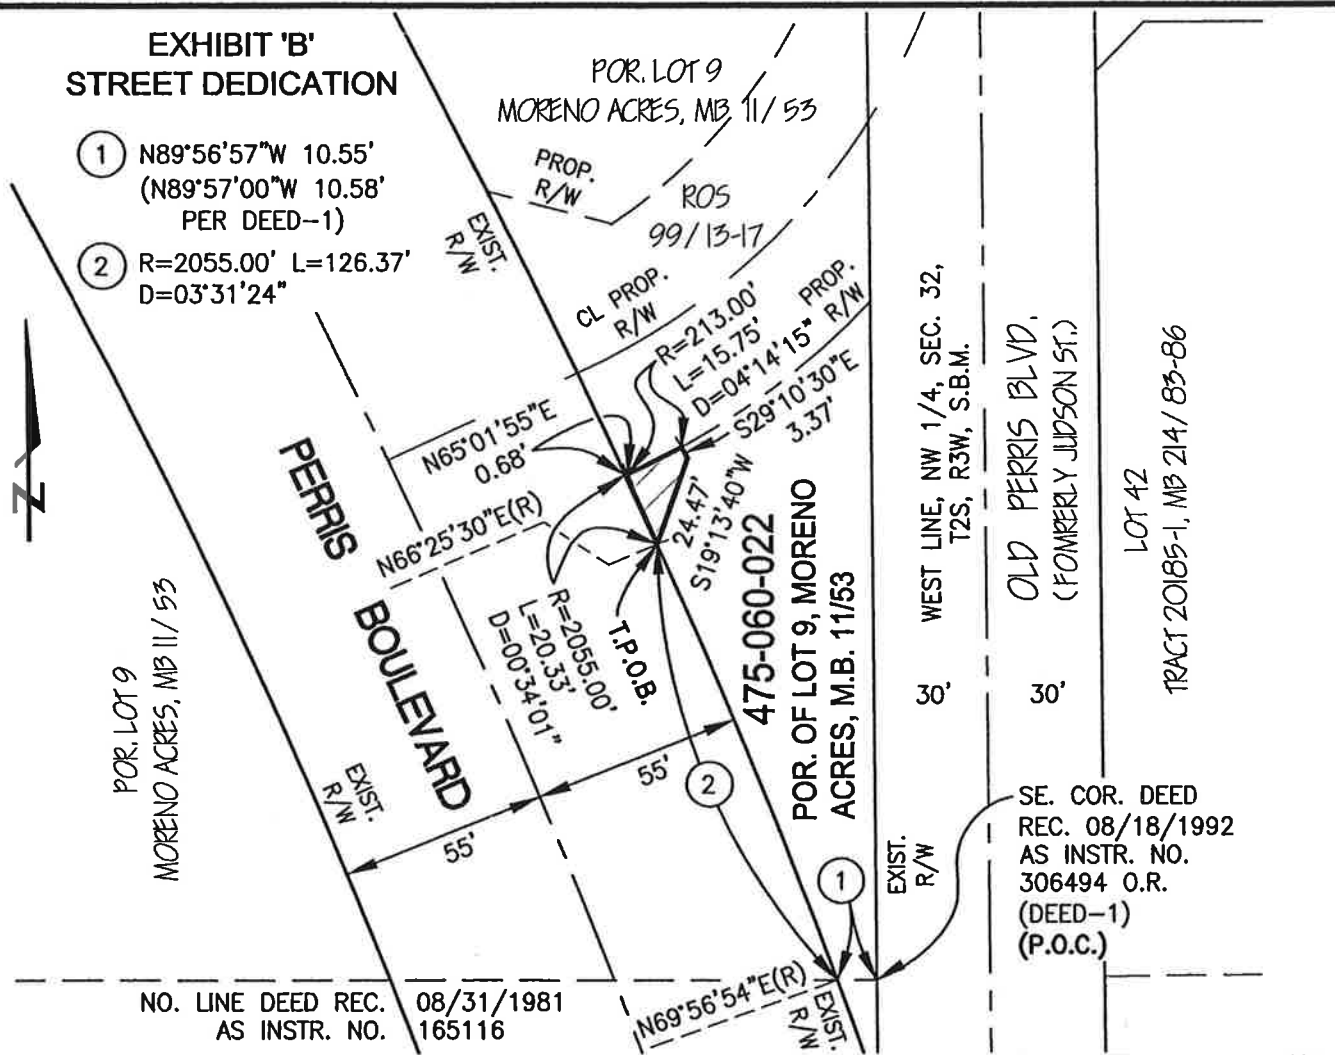 EXHIBIT 'B'
STREET DEDICATION
1 N89°56'57"W 10.55'
(N89°57'00"W 10.58'
PER DEED-1)
2 R=2055.00' L=126.37'
D=03°31'24"
POR. LOT 9
MORENO ACRES, MB 11/53
PROP.
R/W
ROS
99/13-17
EXIST.
R/W
CL PROP.
R/W
R=213.00'
L=15.75'
D=04°14'15"
PROP.
R/W
S29°10'30"E
3.37'
N65°01'55"E
0.68'
N66°25'30"E(R)
24.47'
S19°13'40"W
R=2055.00'
L=20.33'
D=00°34'01"
T.P.O.B.
Z
PERRIS
BOULEVARD
POR. LOT 9
MORENO ACRES, MB 11/53
475-060-022
POR. OF LOT 9, MORENO
ACRES, M.B. 11/53
WEST LINE, NW 1/4, SEC. 32,
T2S, R3W, S.B.M.
OLD PERRIS BLVD.
(FOMRERLY JUDSON ST.)
LOT 42
TRACT 20185-1, MB 214/83-86
30'
30'
55'
55'
2
1
EXIST.
R/W
EXIST.
R/W
SE. COR. DEED
REC. 08/18/1992
AS INSTR. NO.
306494 O.R.
(DEED-1)
(P.O.C.)
NO. LINE DEED REC. 08/31/1981
AS INSTR. NO. 165116
N69°56'54"E(R)
EXIST.
R/W